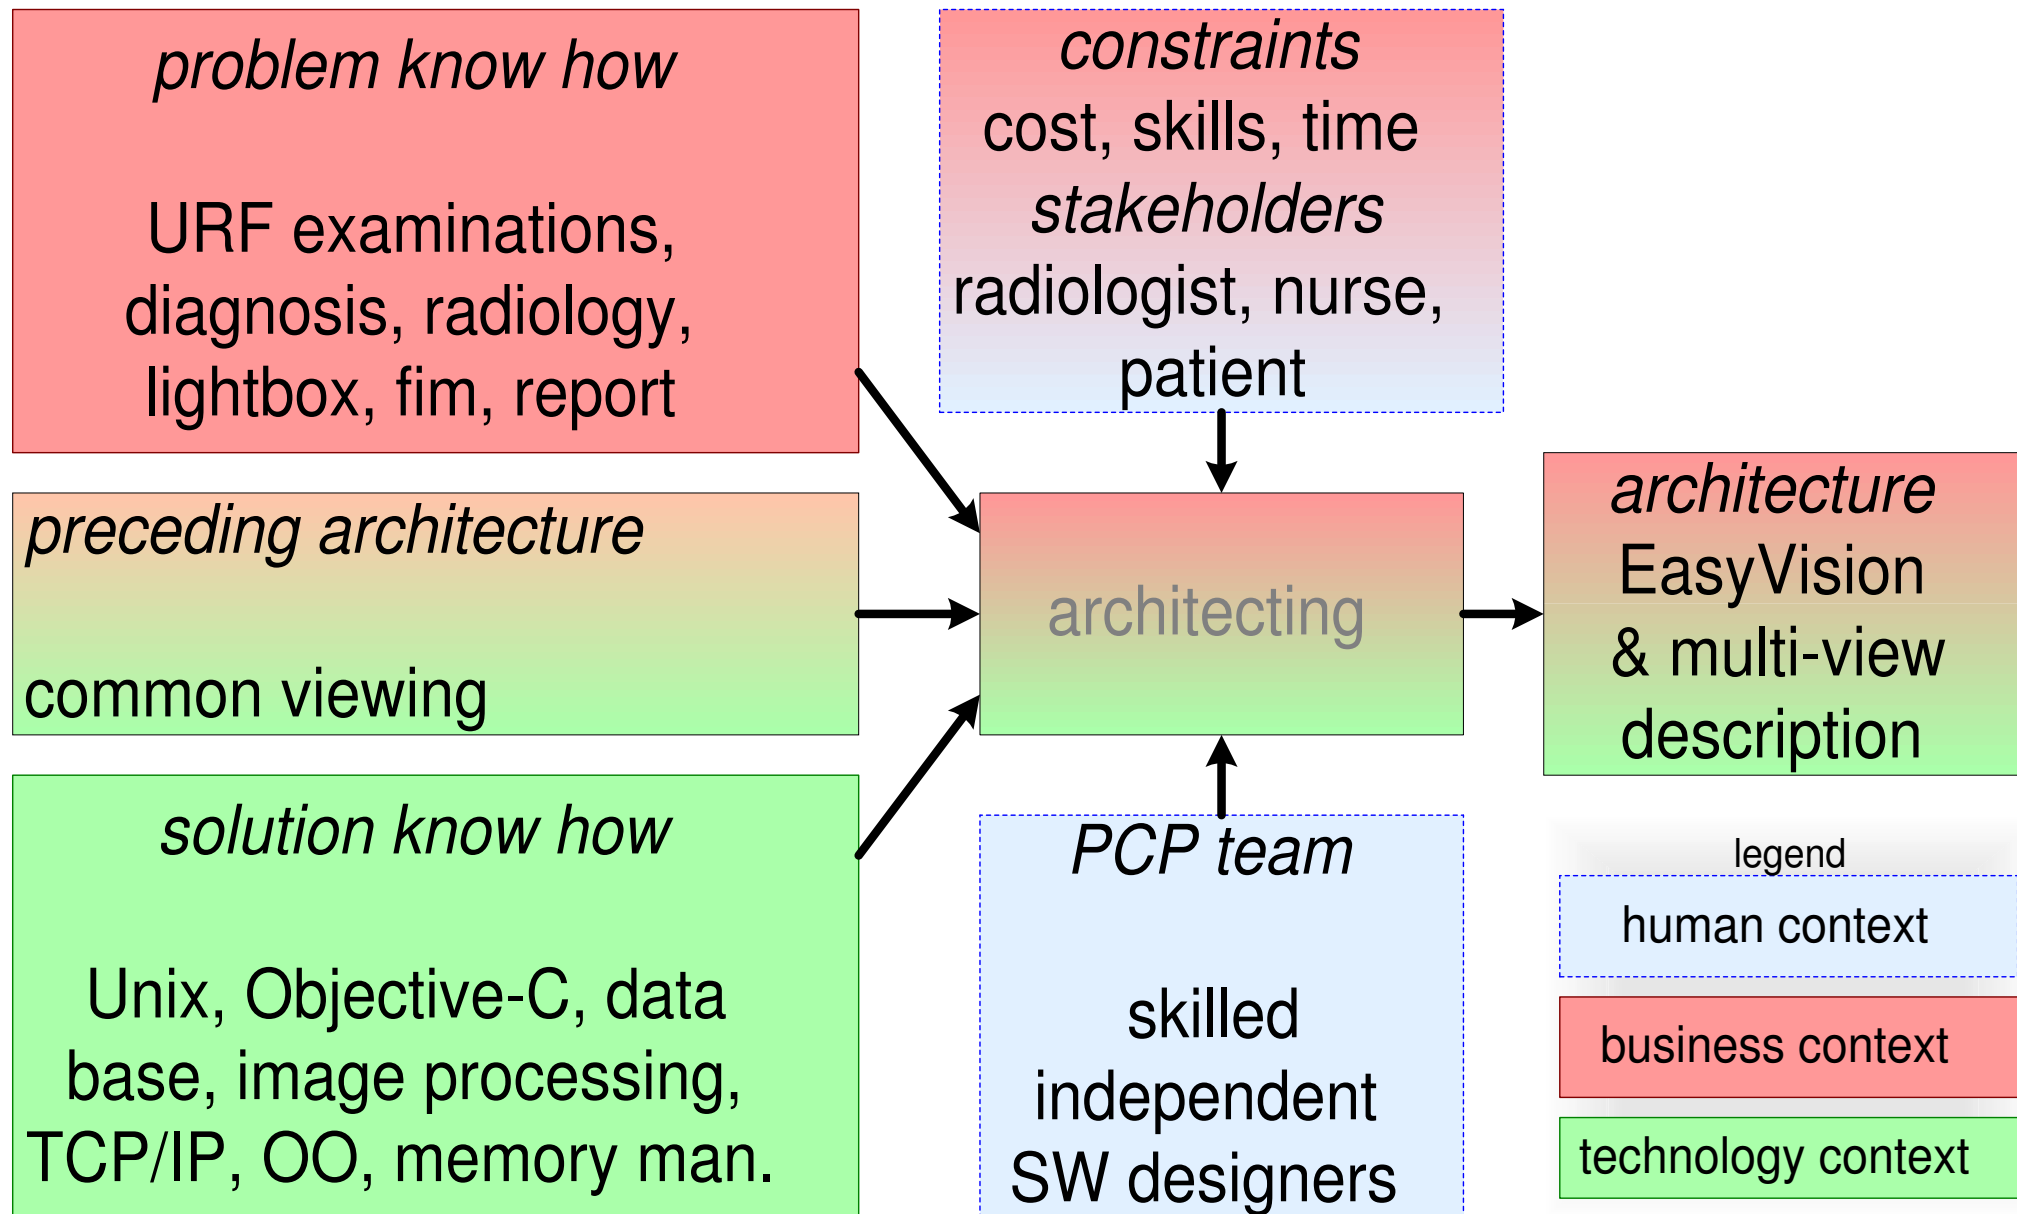 problem know how
URF examinations,
diagnosis, radiology,
lightbox, fim, report
constraints
cost, skills, time
stakeholders
radiologist, nurse,
patient
preceding architecture
common viewing
architecting
architecture
EasyVision
& multi-view
description
solution know how
Unix, Objective-C, data
base, image processing,
TCP/IP, OO, memory man.
PCP team
skilled
independent
SW designers
legend
human context
business context
technology context